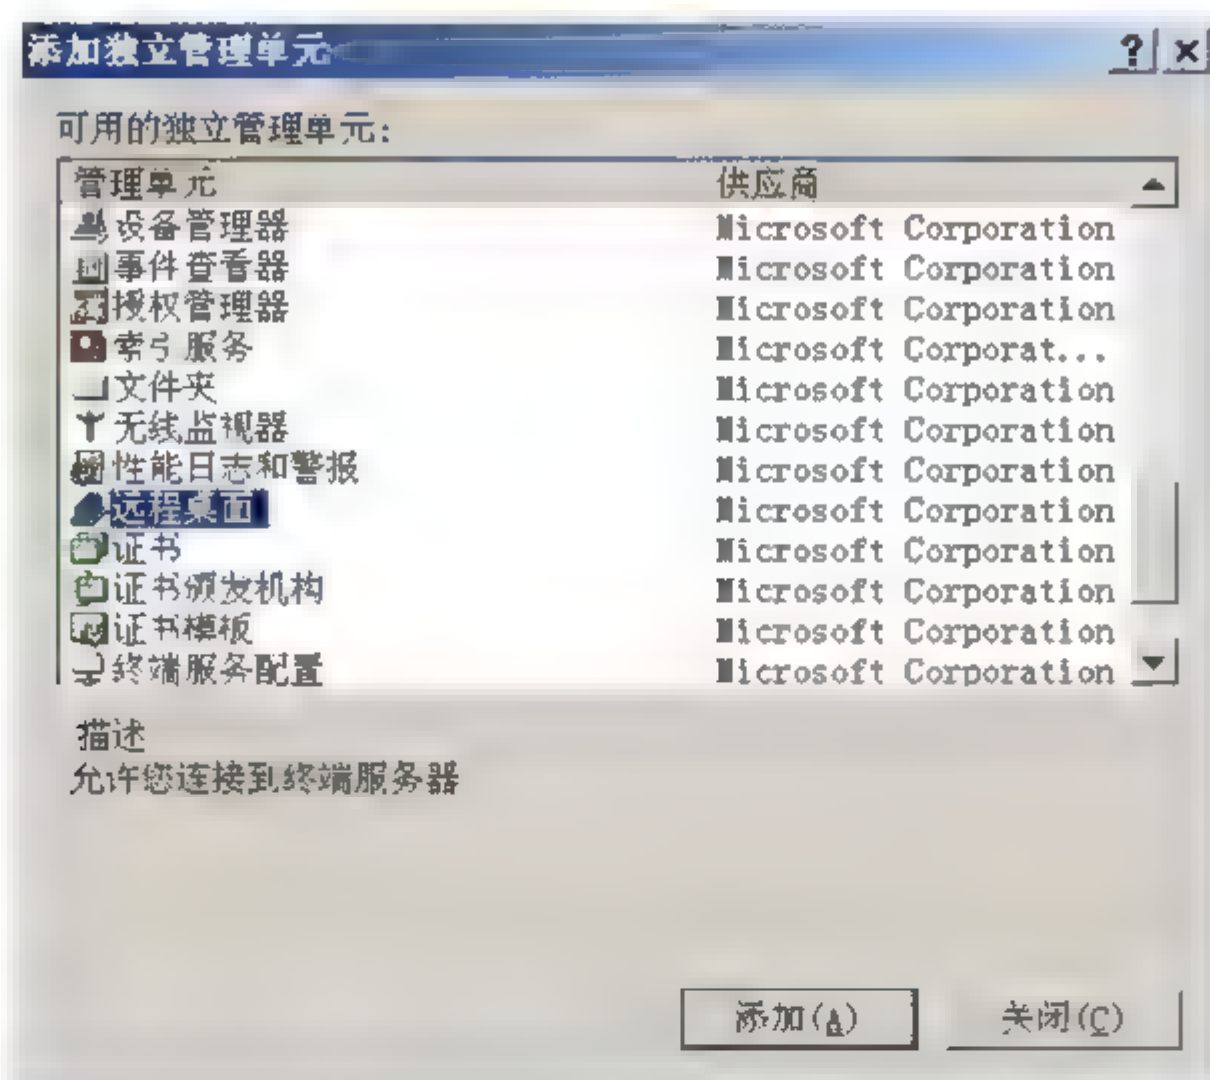 添加独立管理单元
可用的独立管理单元:
管理单元 供应商
设备管理器 Microsoft Corporation
事件查看器 Microsoft Corporation
授权管理器 Microsoft Corporation
索引服务 Microsoft Corporat...
文件夹 Microsoft Corporation
无线监视器 Microsoft Corporation
性能日志和警报 Microsoft Corporation
远程桌面 Microsoft Corporation
证书 Microsoft Corporation
证书颁发机构 Microsoft Corporation
证书模板 Microsoft Corporation
终端服务配置 Microsoft Corporation
描述
允许您连接到终端服务器
添加(A) 关闭(C)